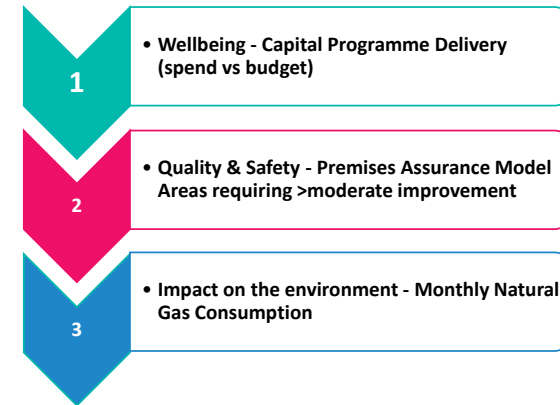 1
• Wellbeing - Capital Programme Delivery
(spend vs budget)
2
• Quality & Safety - Premises Assurance Model
Areas requiring >moderate improvement
3
• Impact on the environment - Monthly Natural
Gas Consumption